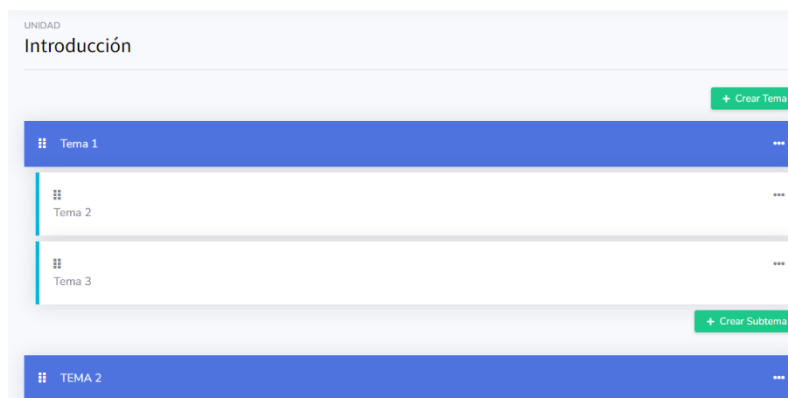 UNIDAD
Introducción
+ Crear Tema
Tema 1
Tema 2
Tema 3
+ Crear Subtema
TEMA 2